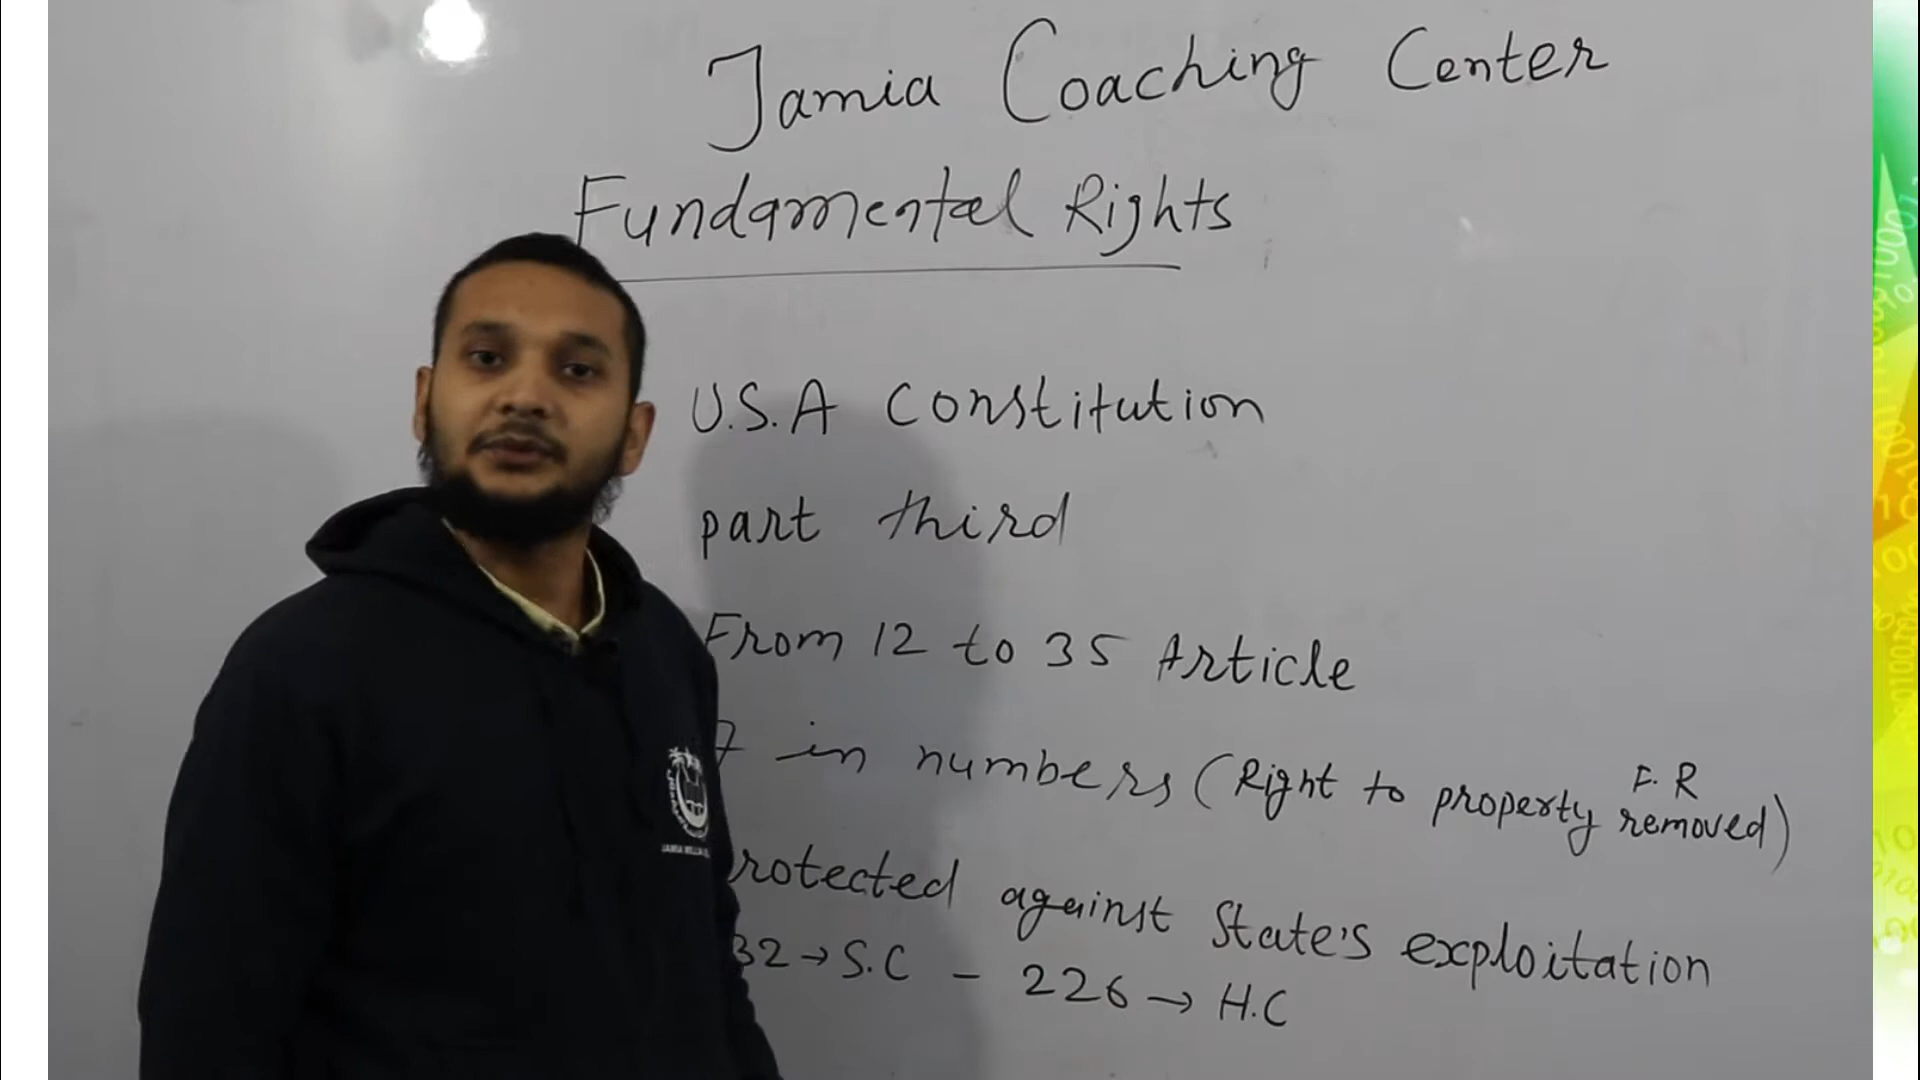 Jamia Coaching Center
Fundamental Rights
U.S.A Constitution
part third
From 12 to 35 Article
7 in numbers (Right to property F.R removed)
rotected against State's exploitation
32 → S.C - 226 → H.C